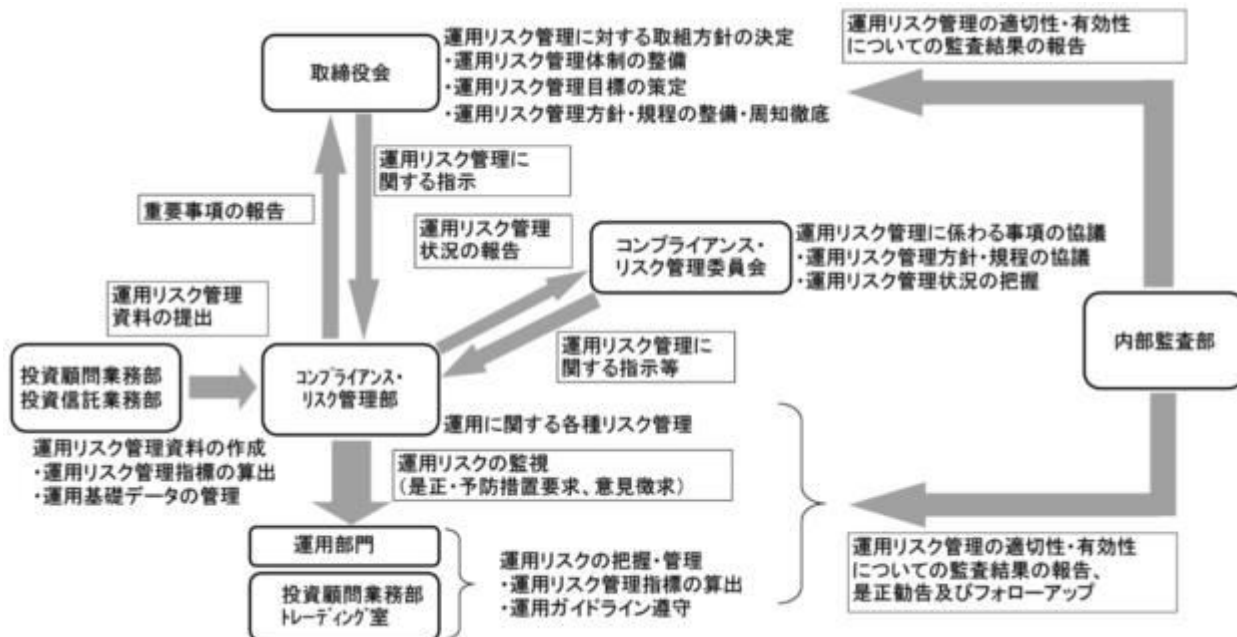 取締役会
運用リスク管理に対する取組方針の決定
・運用リスク管理体制の整備
・運用リスク管理目標の策定
・運用リスク管理方針・規程の整備・周知徹底
運用リスク管理の適切性・有効性
についての監査結果の報告
運用リスク管理に
関する指示
重要事項の報告
運用リスク管理
状況の報告
コンプライアンス・
リスク管理委員会
運用リスク管理に係わる事項の協議
・運用リスク管理方針・規程の協議
・運用リスク管理状況の把握
運用リスク管理
資料の提出
運用リスク管理に
関する指示等
内部監査部
投資顧問業務部
投資信託業務部
コンプライアンス・
リスク管理部
運用に関する各種リスク管理
運用リスク管理資料の作成
・運用リスク管理指標の算出
・運用基礎データの管理
運用リスクの監視
(是正・予防措置要求、意見徴求)
運用部門
投資顧問業務部
トレーディング室
運用リスクの把握・管理
・運用リスク管理指標の算出
・運用ガイドライン遵守
運用リスク管理の適切性・有効性
についての監査結果の報告、
是正勧告及びフォローアップ